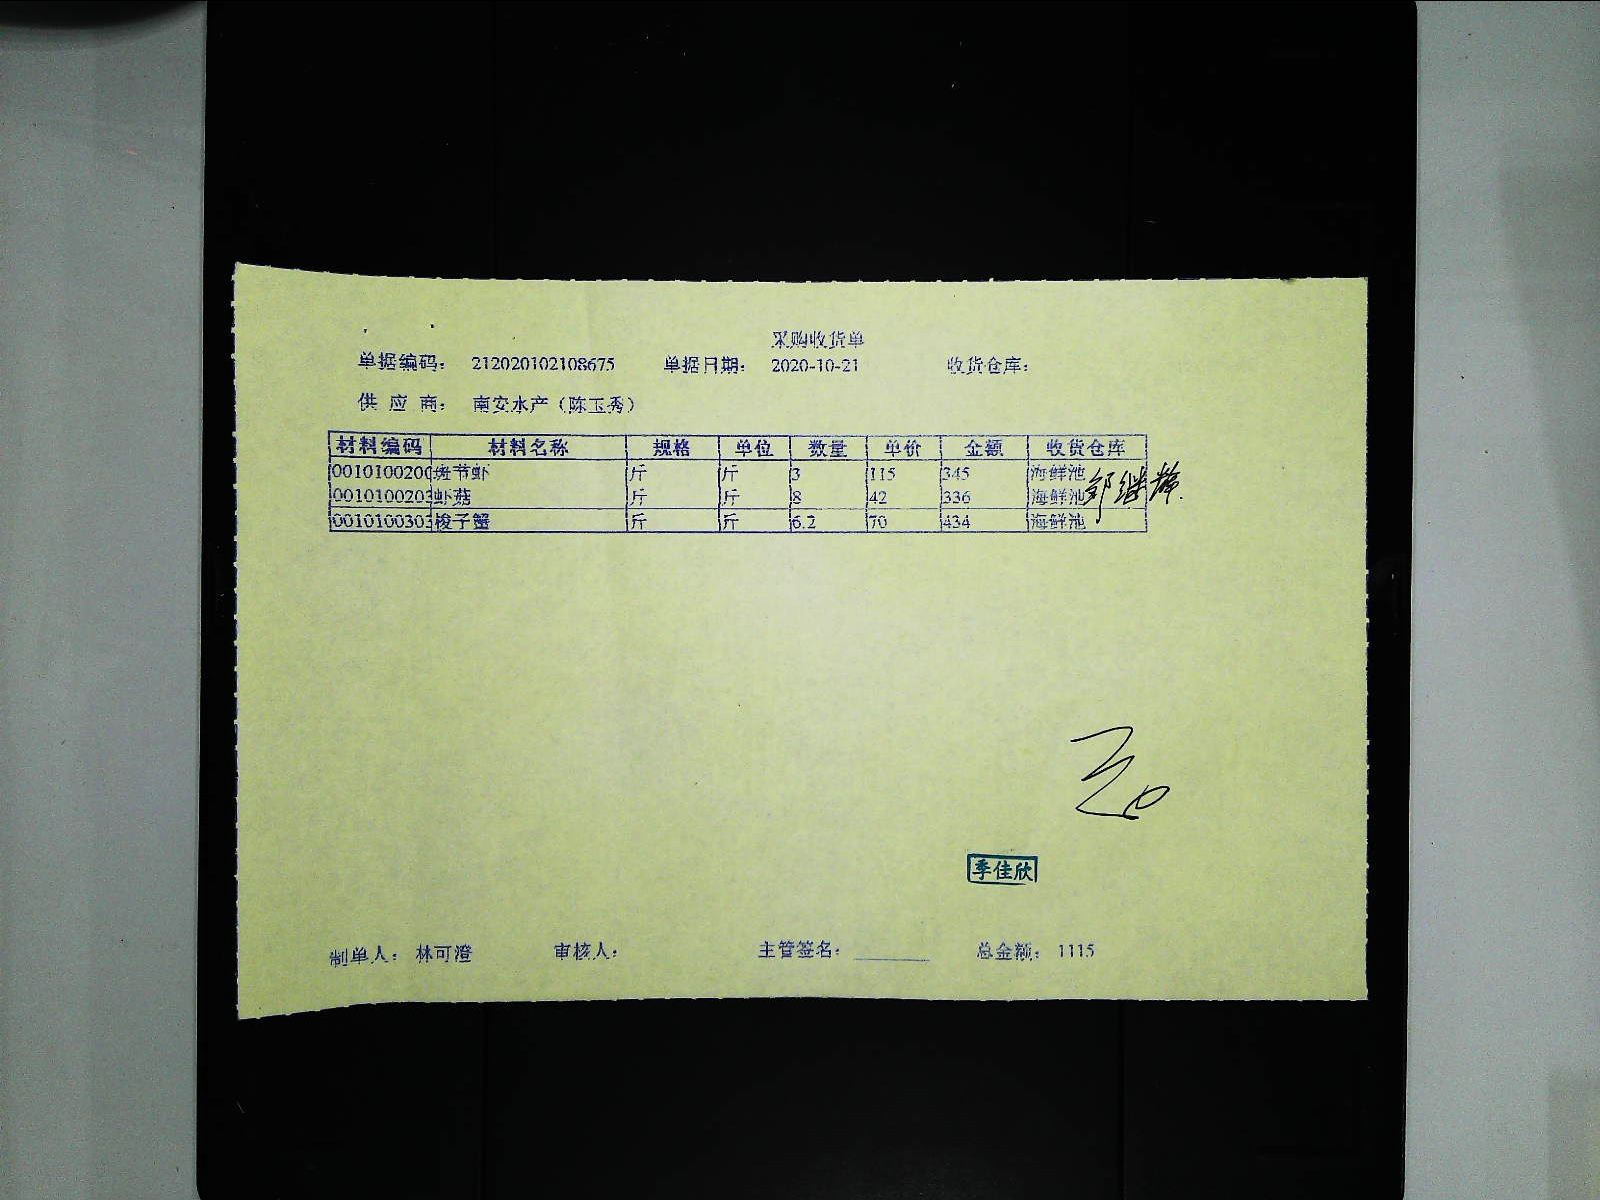 采购收货单
单据编码： 212020102108675 单据日期： 2020-10-21 收货仓库：
供 应 商： 南安水产（陈玉秀）
材料编码 材料名称 规格 单位 数量 单价 金额 收货仓库
0010100200 斑节虾 斤 斤 3 115 345 海鲜池
0010100203 虾菇 斤 斤 8 42 336 海鲜池
0010100303 梭子蟹 斤 斤 6.2 70 434 海鲜池
季佳欣
制单人： 林可澄 审核人： 主管签名： 总金额： 1115